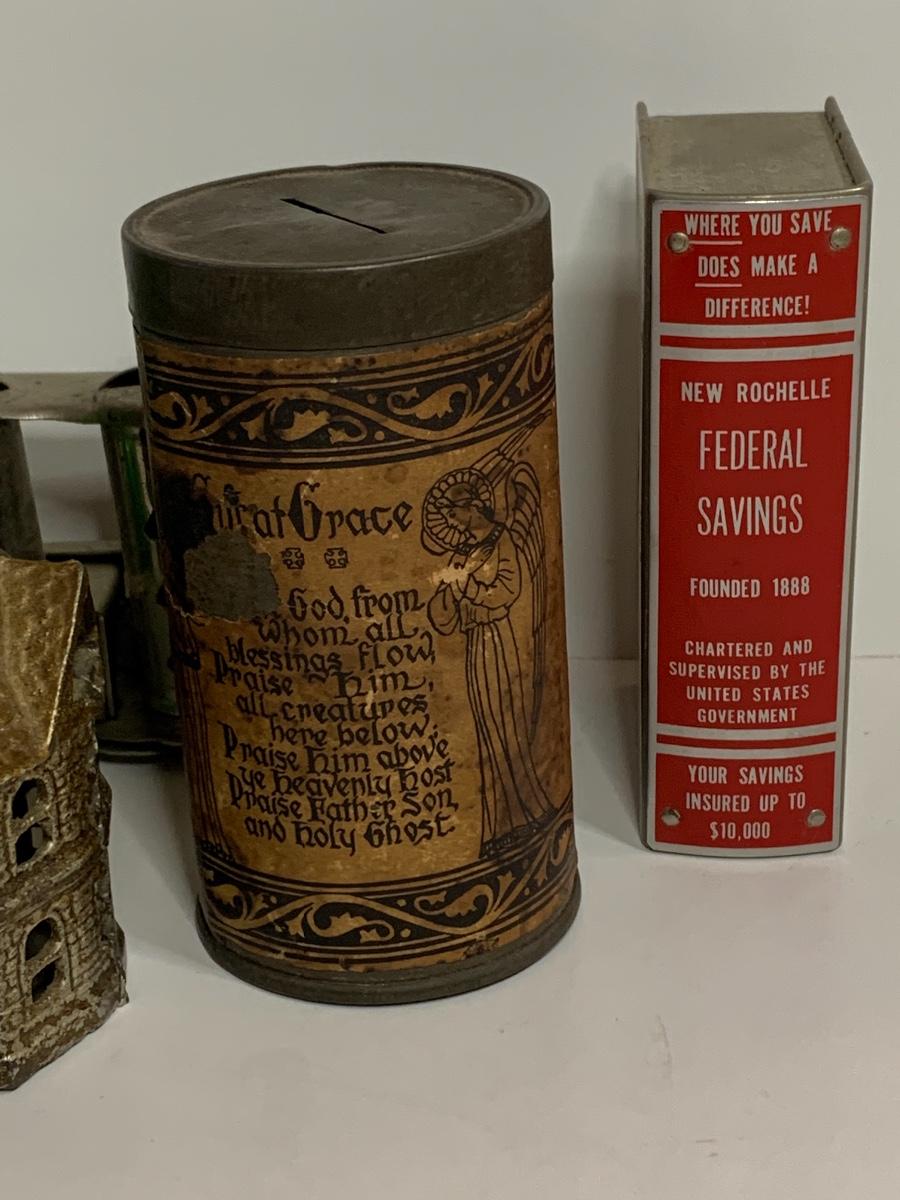 at Grace
God, from
whom, all,
blessings flow,
Praise Him,
all creatures
here below,
Praise him above
ye heavenly host
Praise Father Son,
and Holy Ghost.
WHERE YOU SAVE
DOES MAKE A
DIFFERENCE!
NEW ROCHELLE
FEDERAL
SAVINGS
FOUNDED 1888
CHARTERED AND
SUPERVISED BY THE
UNITED STATES
GOVERNMENT
YOUR SAVINGS
INSURED UP TO
$10,000